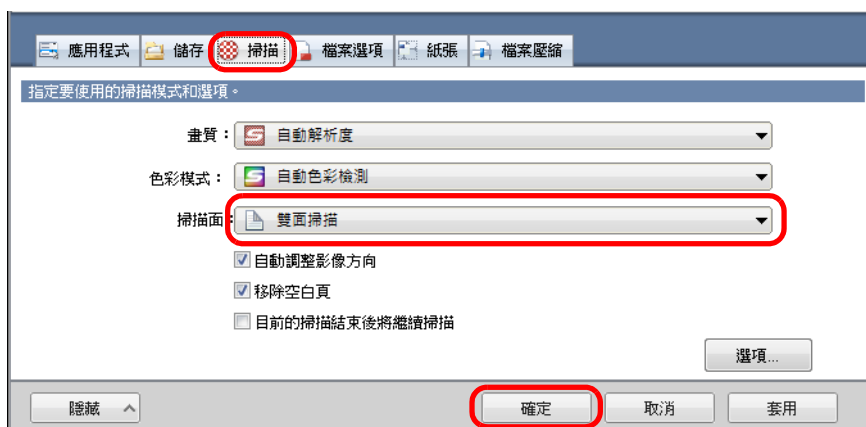 應用程式 儲存 掃描 檔案選項 紙張 檔案壓縮
指定要使用的掃描模式和選項。
畫質： 自動解析度
色彩模式： 自動色彩檢測
掃描面： 雙面掃描
自動調整影像方向
移除空白頁
目前的掃描結束後將繼續掃描
選項...
隱藏 確定 取消 套用